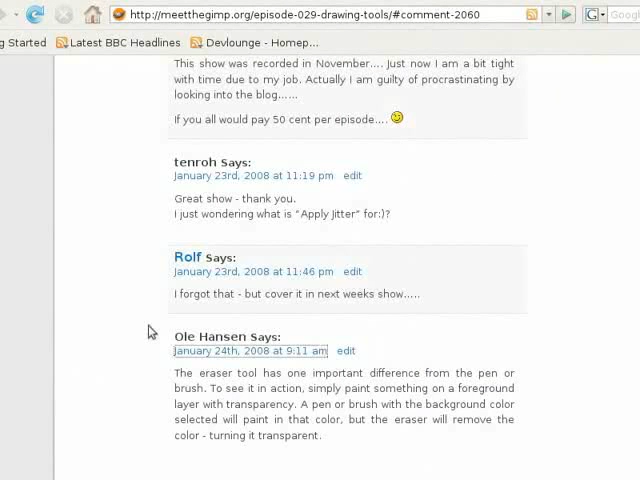 http://meetthegimp.org/episode-029-drawing-tools/#comment-2060
Googl
g Started Latest BBC Headlines Devlounge - Homep...
This show was recorded in November.... Just now I am a bit tight
with time due to my job. Actually I am guilty of procrastinating by
looking into the blog......
If you all would pay 50 cent per episode....
tenroh Says:
January 23rd, 2008 at 11:19 pm edit
Great show - thank you.
I just wondering what is "Apply Jitter" for:)?
Rolf Says:
January 23rd, 2008 at 11:46 pm edit
I forgot that - but cover it in next weeks show.....
Ole Hansen Says:
January 24th, 2008 at 9:11 am edit
The eraser tool has one important difference from the pen or
brush. To see it in action, simply paint something on a foreground
layer with transparency. A pen or brush with the background color
selected will paint in that color, but the eraser will remove the
color - turning it transparent.